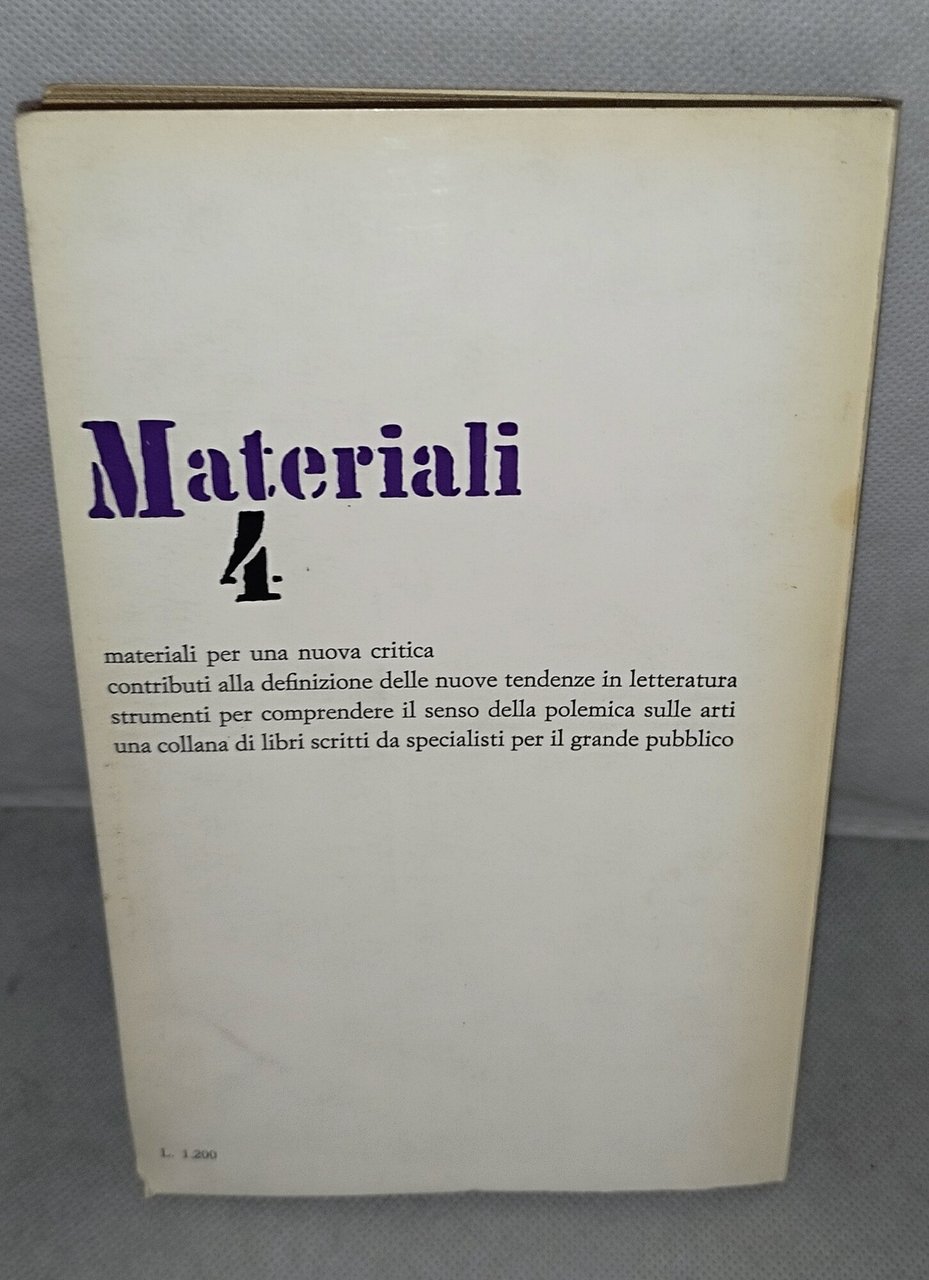 Materiali
4
materiali per una nuova critica
contributi alla definizione delle nuove tendenze in letteratura
strumenti per comprendere il senso della polemica sulle arti
una collana di libri scritti da specialisti per il grande pubblico
L. 1.200